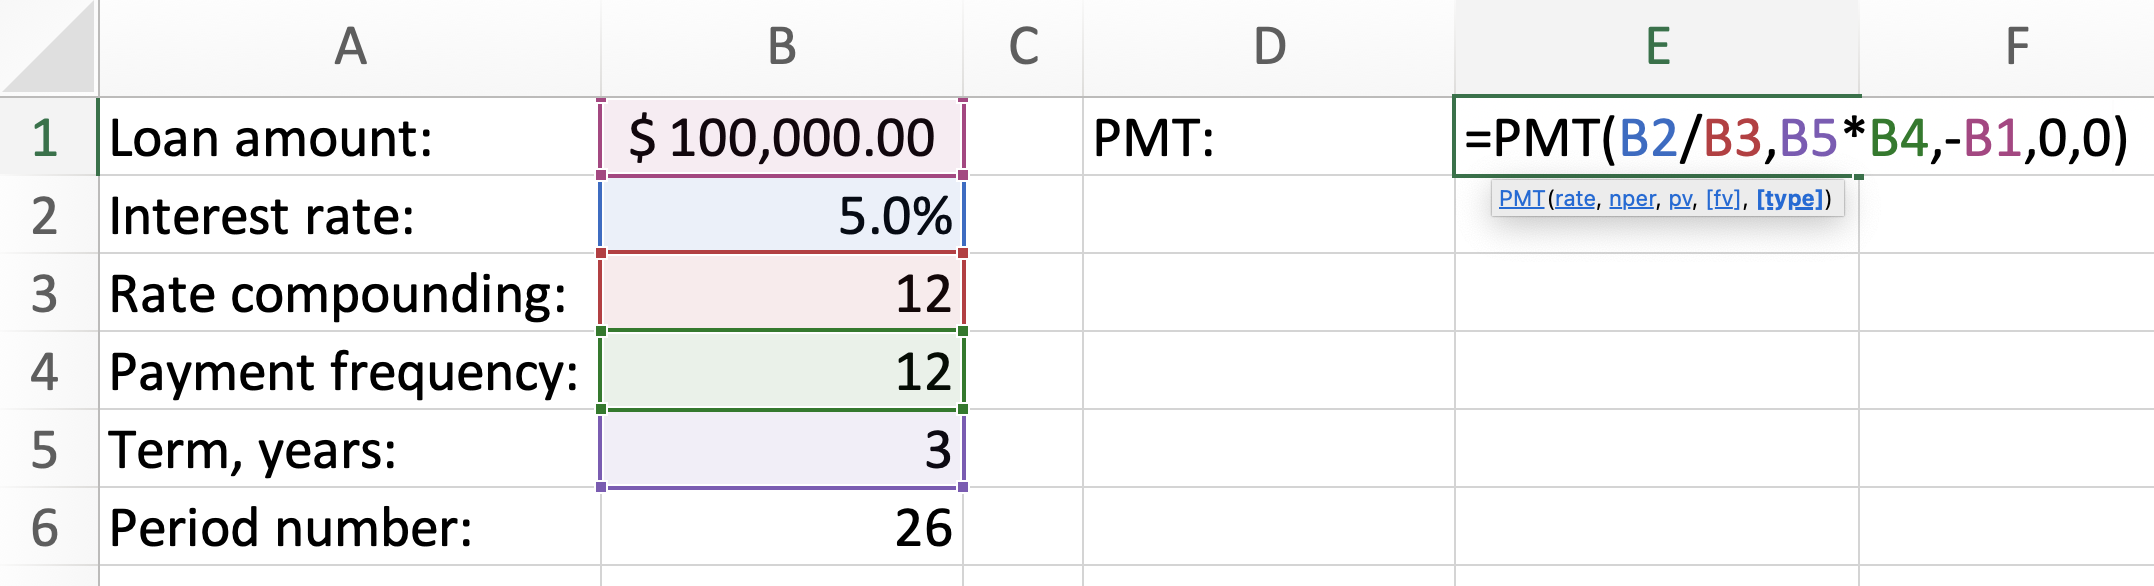 A B C D E F
1 Loan amount: $ 100,000.00 PMT: =PMT(B2/B3,B5*B4,-B1,0,0)
PMT(rate, nper, pv, [fv], [type])
2 Interest rate: 5.0%
3 Rate compounding: 12
4 Payment frequency: 12
5 Term, years: 3
6 Period number: 26